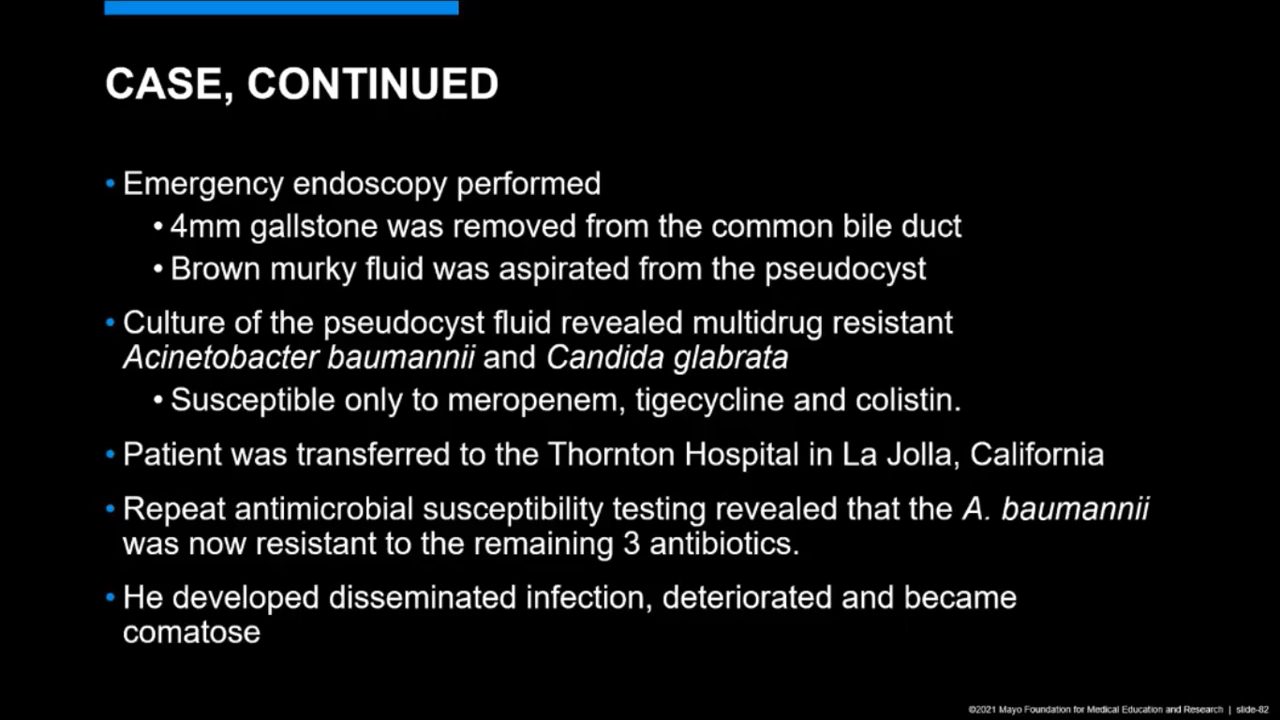 CASE, CONTINUED
• Emergency endoscopy performed
• 4mm gallstone was removed from the common bile duct
• Brown murky fluid was aspirated from the pseudocyst
• Culture of the pseudocyst fluid revealed multidrug resistant
Acinetobacter baumannii and Candida glabrata
• Susceptible only to meropenem, tigecycline and colistin.
• Patient was transferred to the Thornton Hospital in La Jolla, California
• Repeat antimicrobial susceptibility testing revealed that the A. baumannii
was now resistant to the remaining 3 antibiotics.
• He developed disseminated infection, deteriorated and became
comatose
©2021 Mayo Foundation for Medical Education and Research | slide-82